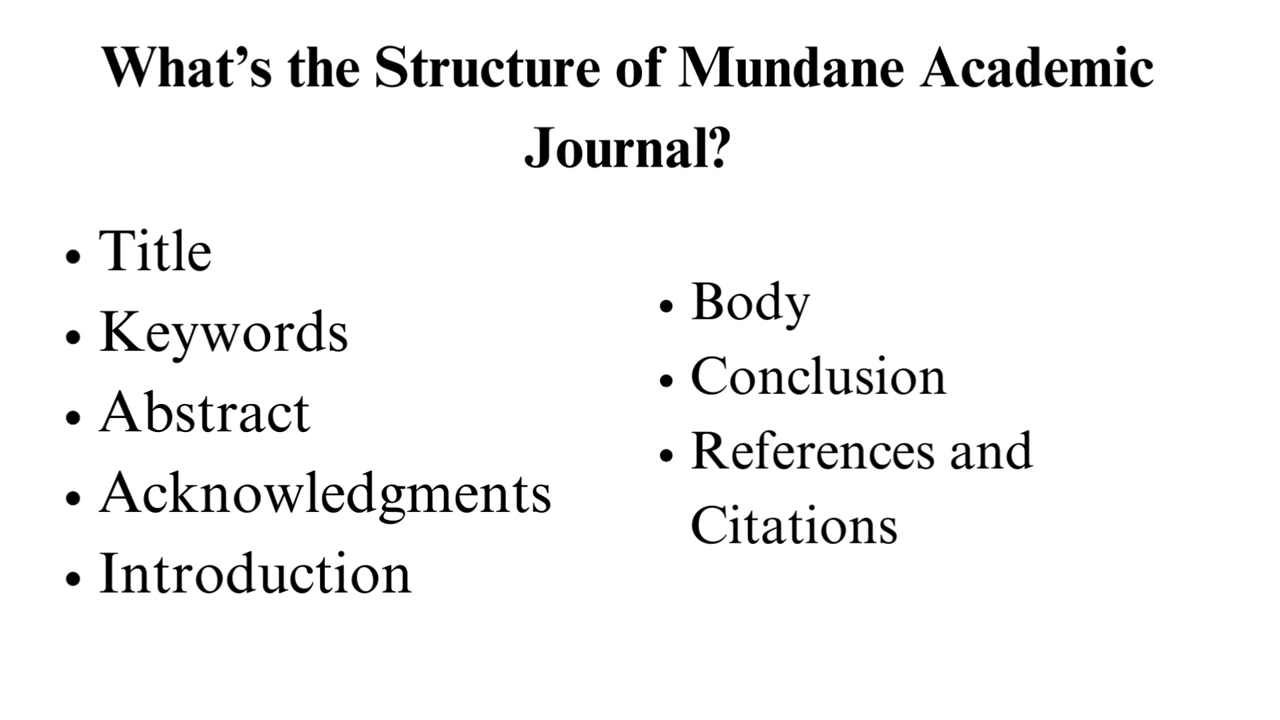 What’s the Structure of Mundane Academic
Journal?
• Title
• Keywords
• Abstract
• Acknowledgments
• Introduction
• Body
• Conclusion
• References and
Citations